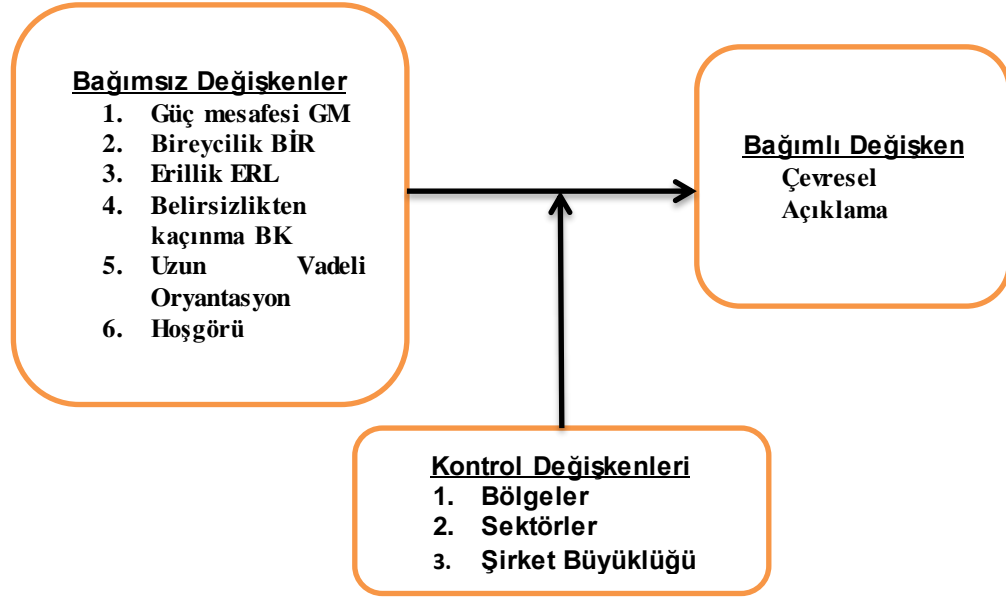 Bağımsız Değişkenler
1. Güç mesafesi GM
2. Bireycilik BİR
3. Erillik ERL
4. Belirsizlikten
kaçınma BK
5. Uzun Vadeli
Oryantasyon
6. Hoşgörü
Bağımlı Değişken
Çevresel
Açıklama
Kontrol Değişkenleri
1. Bölgeler
2. Sektörler
3. Şirket Büyüklüğü